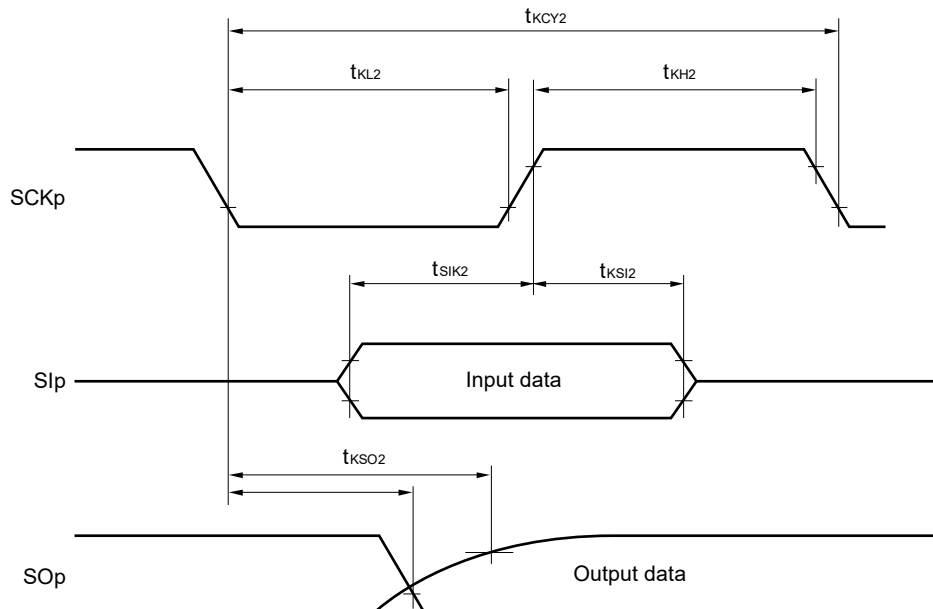 tKCY2
tKL2
tKH2
SCKp
tSIK2
tKSI2
SIp
Input data
tKSO2
SOp
Output data